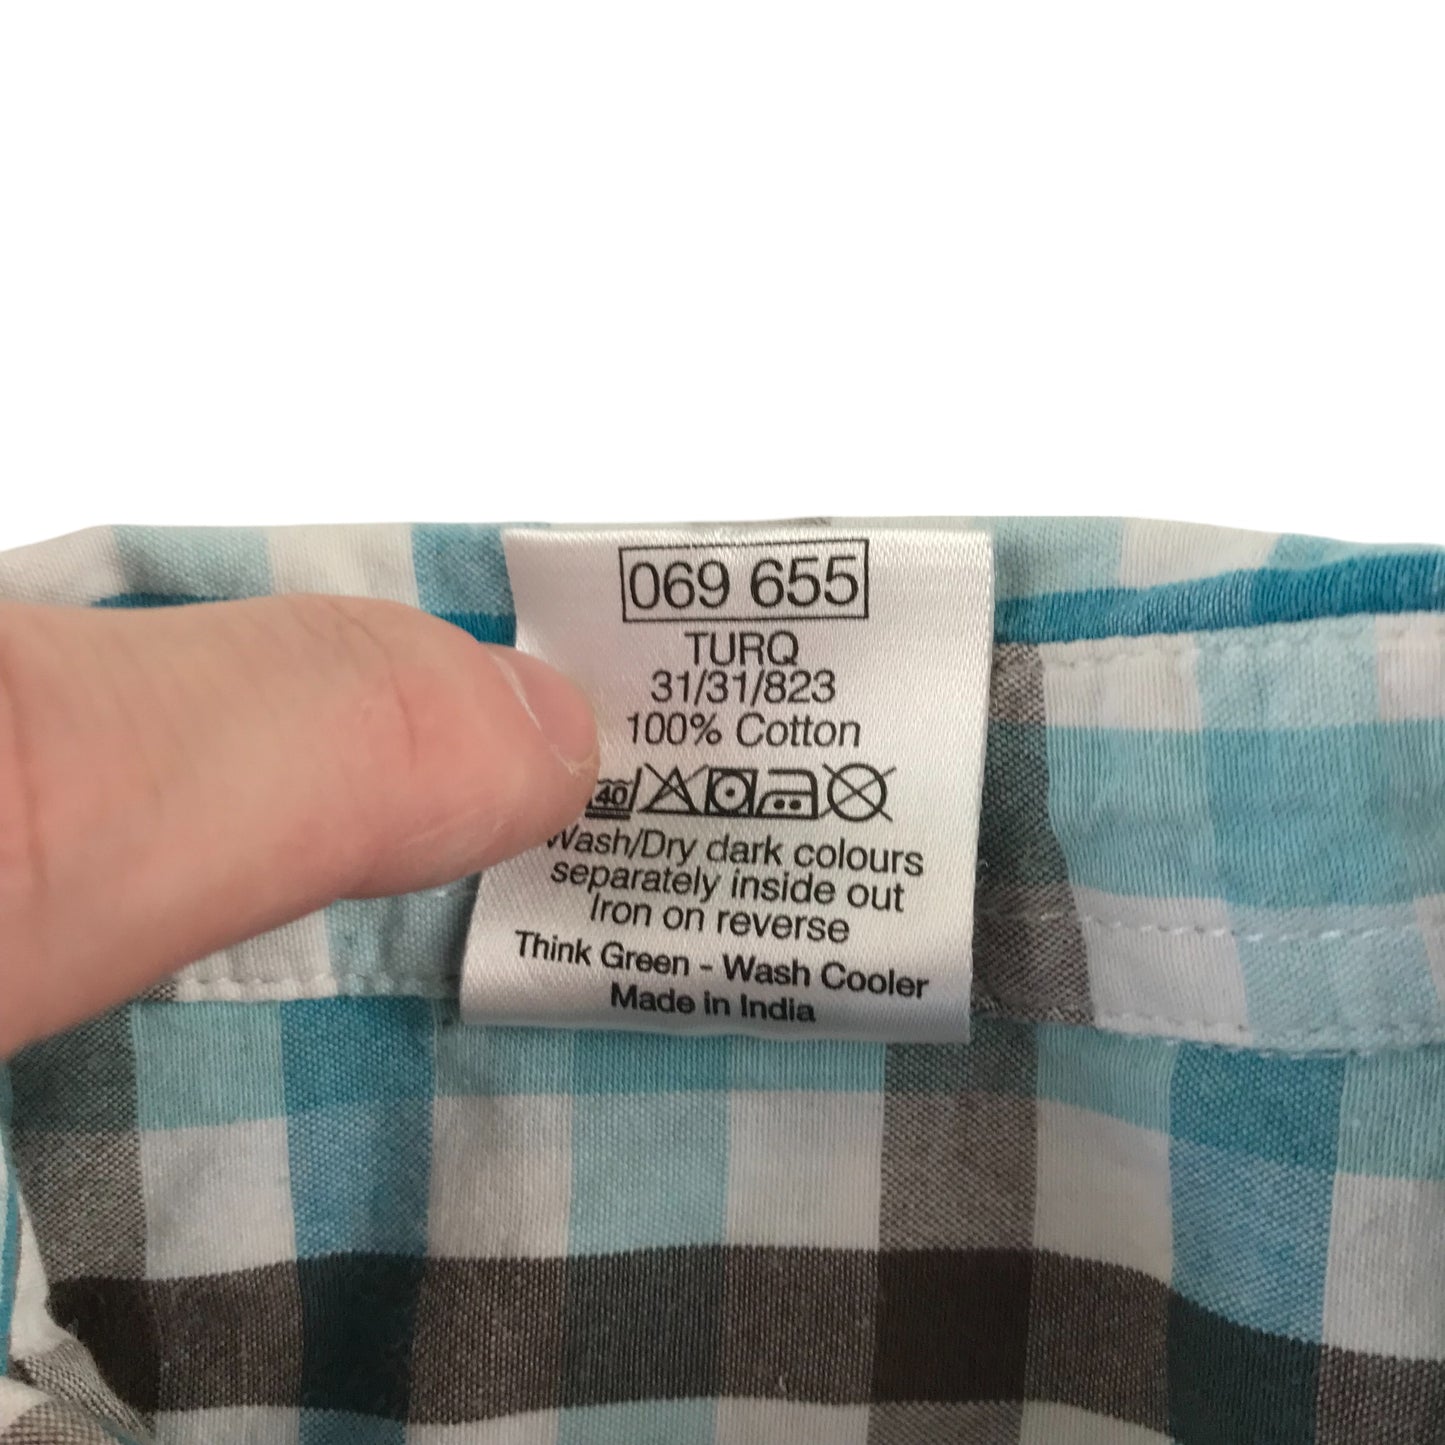 069 655
TURQ
31/31/823
100% Cotton
40
Wash/Dry dark colours
separately inside out
Iron on reverse
Think Green - Wash Cooler
Made in India